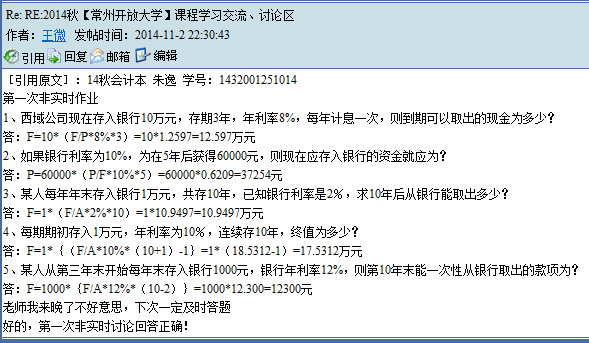 Re: RE:2014秋【常州开放大学】课程学习交流、讨论区
作者: 王微 发帖时间: 2014-11-2 22:30:43
引用 回复 邮箱 编辑
［引用原文］: 14秋会计本 朱逸 学号: 1432001251014
第一次非实时作业
1、西域公司现在存入银行10万元，存期3年，年利率8%，每年计息一次，则到期可以取出的现金为多少?
答: F=10*（F/P*8%*3）=10*1.2597=12.597万元
2、如果银行利率为10%，为在5年后获得60000元，则现在应存入银行的资金就应为?
答: P=60000*（P/F*10%*5）=60000*0.6209=37254元
3、某人每年年末存入银行1万元，共存10年，已知银行利率是2%，求10年后从银行能取出多少?
答: F=1*（F/A*2%*10）=1*10.9497=10.9497万元
4、每期期初存入1万元，年利率为10%，连续存10年，终值为多少?
答: F=1*｛（F/A*10%*（10+1）-1｝=1*（18.5312-1）=17.5312万元
5、某人从第三年末开始每年末存入银行1000元，银行年利率12%，则第10年末能一次性从银行取出的款项为?
答: F=1000*｛F/A*12%*（10-2）｝=1000*12.300=12300元
老师我来晚了不好意思，下次一定及时答题
好的，第一次非实时讨论回答正确!